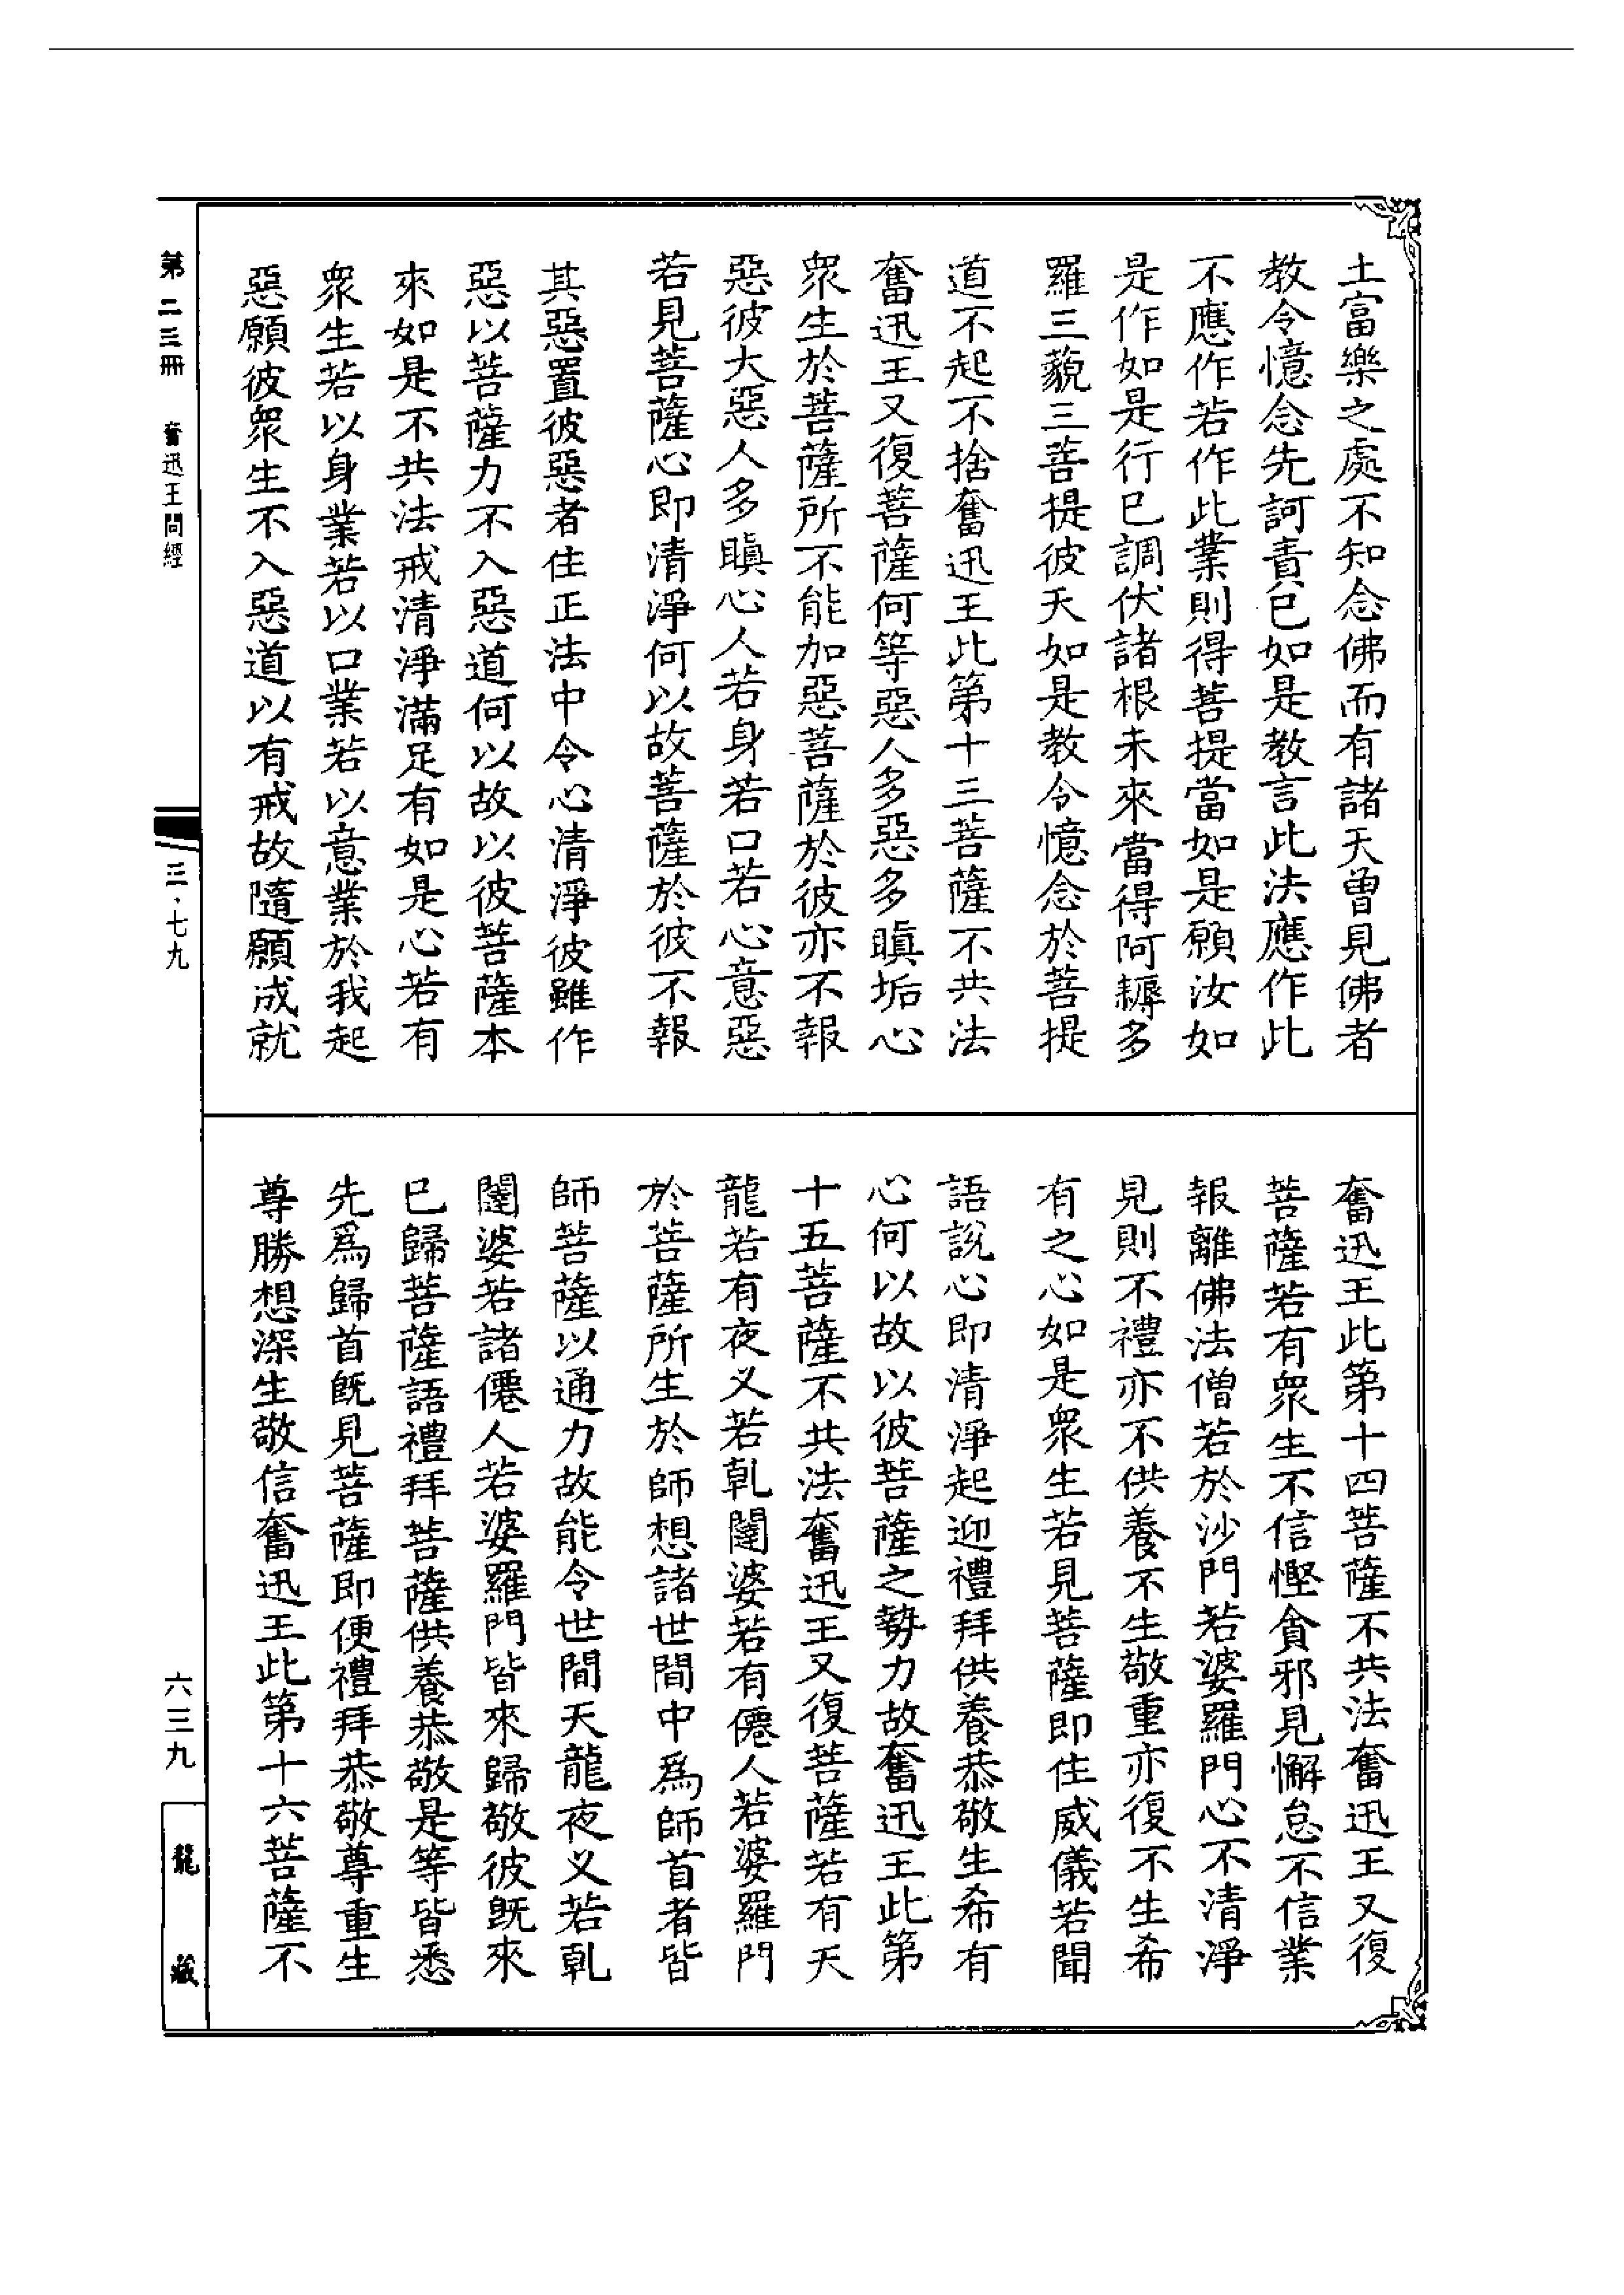 土富樂之處不知念佛而有諸天曾見佛者
教令憶念先訶責已如是教言此法應作此
不應作若作此業則得菩提當如是願汝如
是作如是行已調伏諸根未來當得阿耨多
羅三藐三菩提彼天如是教令憶念於菩提
道不起不捨奮迅王此第十三菩薩不共法
奮迅王又復菩薩何等惡人多惡多瞋垢心
眾生於菩薩所不能加惡菩薩於彼亦不報
惡彼大惡人多瞋心人若身若口若心意惡
若見菩薩心即清淨何以故菩薩於彼不報
其惡置彼惡者住正法中令心清淨彼雖作
惡以菩薩力不入惡道何以故以彼菩薩本
來如是不共法戒清淨滿足有如是心若有
眾生若以身業若以口業若以意業於我起
惡願彼眾生不入惡道以有戒故隨願成就
奮迅王此第十四菩薩不共法奮迅王又復
菩薩若有眾生不信慳貪邪見懈怠不信業
報離佛法僧若於沙門若婆羅門心不清淨
見則不禮亦不供養不生敬重亦復不生希
有之心如是眾生若見菩薩即住威儀若聞
語說心即清淨起迎禮拜供養恭敬生希有
心何以故以彼菩薩之勢力故奮迅王此第
十五菩薩不共法奮迅王又復菩薩若有天
龍若有夜叉若乹闥婆若有僊人若婆羅門
於菩薩所生於師想諸世間中為師首者皆
師菩薩以通力故能令世間天龍夜叉若乹
闥婆若諸僊人若婆羅門皆來歸敬彼既來
已歸菩薩語禮拜菩薩供養恭敬是等皆悉
先為歸首既見菩薩即便禮拜恭敬尊重生
尊勝想深生敬信奮迅王此第十六菩薩不
第二三冊 奮迅王問經
三·七九
六三九
龍藏